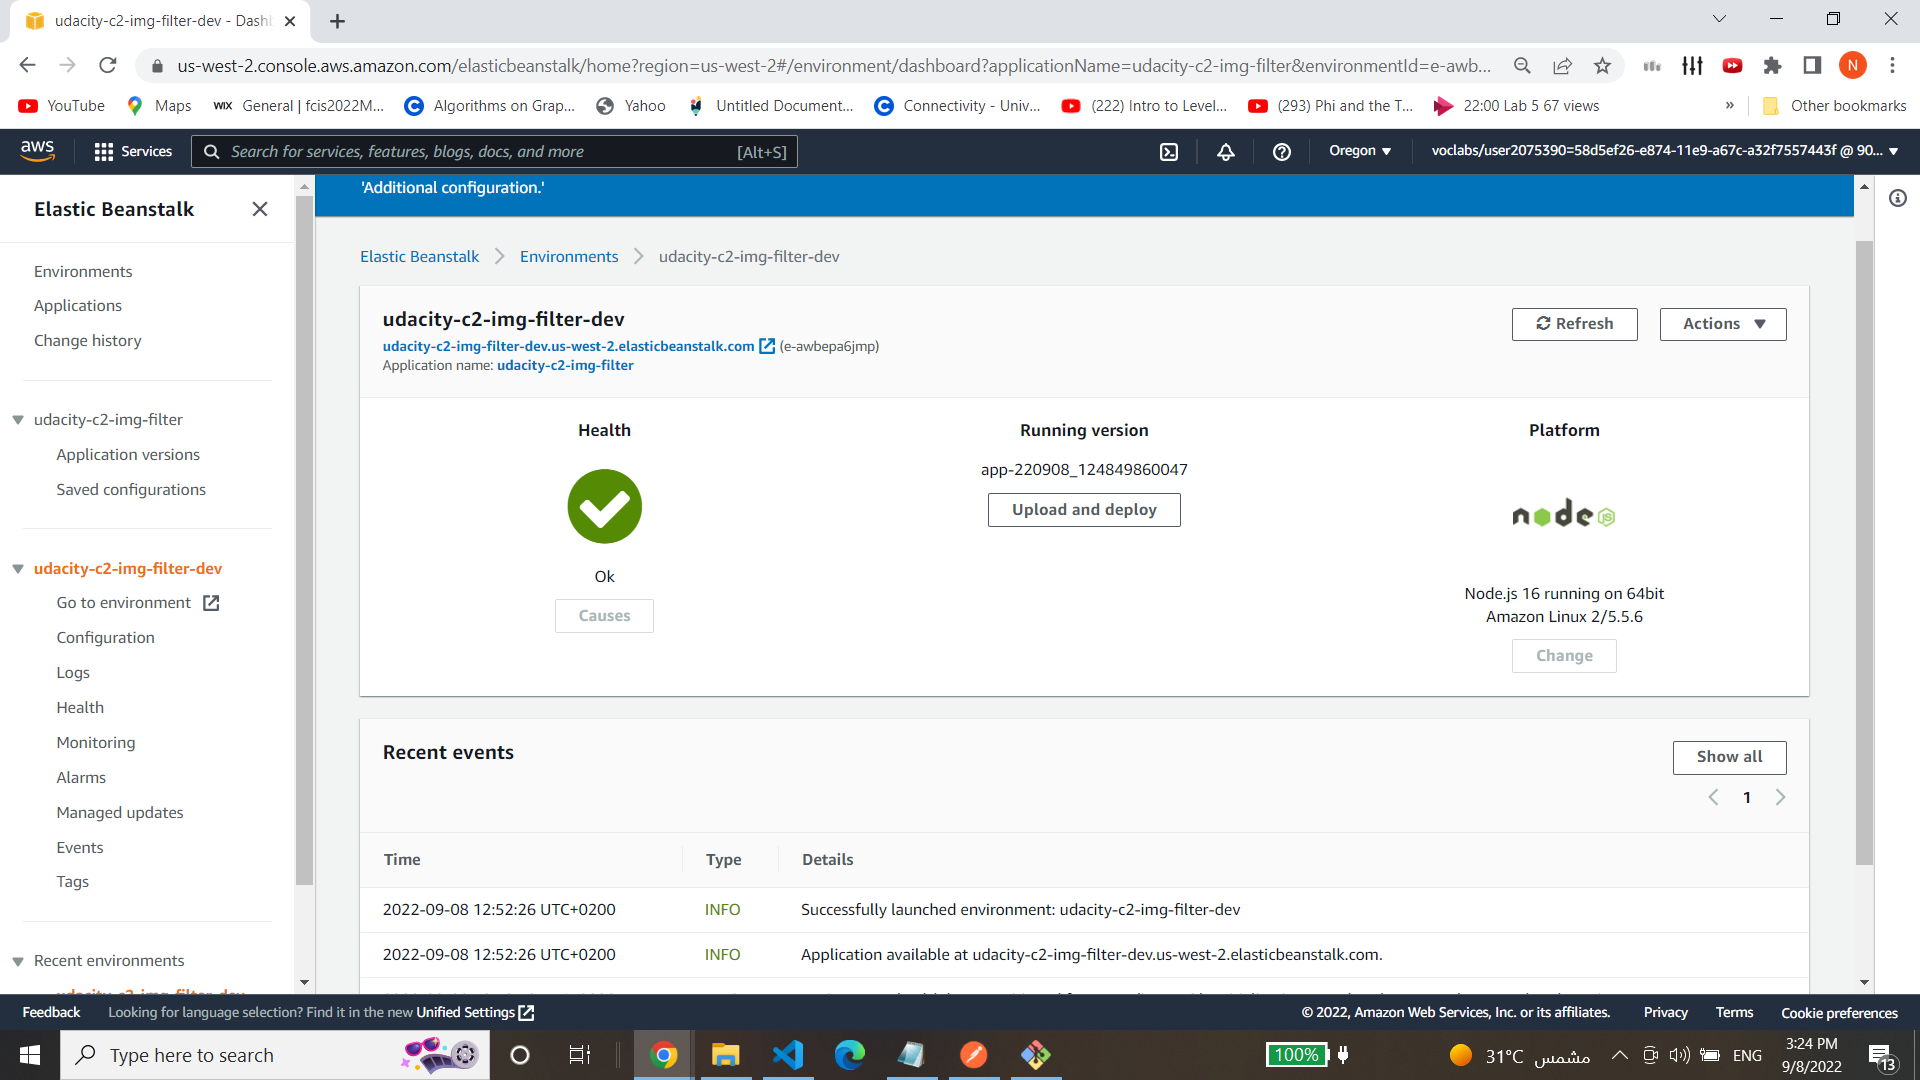 udacity-c2-img-filter-dev - Dash
us-west-2.console.aws.amazon.com/elasticbeanstalk/home?region=us-west-2#/environment/dashboard?applicationName=udacity-c2-img-filter&environmentId=e-awb...
N
YouTube
Maps
WIX General | fcis2022M...
Algorithms on Grap...
Yahoo
Untitled Document...
Connectivity - Univ...
(222) Intro to Level...
(293) Phi and the T...
22:00 Lab 5 67 views
»
Other bookmarks
aws
Services
Search for services, features, blogs, docs, and more
[Alt+S]
Oregon
voclabs/user2075390=58d5ef26-e874-11e9-a67c-a32f7557443f @ 90...
Elastic Beanstalk
Environments
Applications
Change history
udacity-c2-img-filter
Application versions
Saved configurations
udacity-c2-img-filter-dev
Go to environment
Configuration
Logs
Health
Monitoring
Alarms
Managed updates
Events
Tags
Recent environments
udacity-c2-img-filter-dev
'Additional configuration.'
Elastic Beanstalk > Environments > udacity-c2-img-filter-dev
udacity-c2-img-filter-dev
udacity-c2-img-filter-dev.us-west-2.elasticbeanstalk.com (e-awbepa6jmp)
Application name: udacity-c2-img-filter
Refresh
Actions
Health
Ok
Causes
Running version
app-220908_124849860047
Upload and deploy
Platform
node JS
Node.js 16 running on 64bit
Amazon Linux 2/5.5.6
Change
Recent events
Show all
1
Time Type Details
2022-09-08 12:52:26 UTC+0200 INFO Successfully launched environment: udacity-c2-img-filter-dev
2022-09-08 12:52:26 UTC+0200 INFO Application available at udacity-c2-img-filter-dev.us-west-2.elasticbeanstalk.com.
Feedback
Looking for language selection? Find it in the new Unified Settings
© 2022, Amazon Web Services, Inc. or its affiliates.
Privacy
Terms
Cookie preferences
Type here to search
100%
31°C مشمس
ENG
3:24 PM
9/8/2022
13